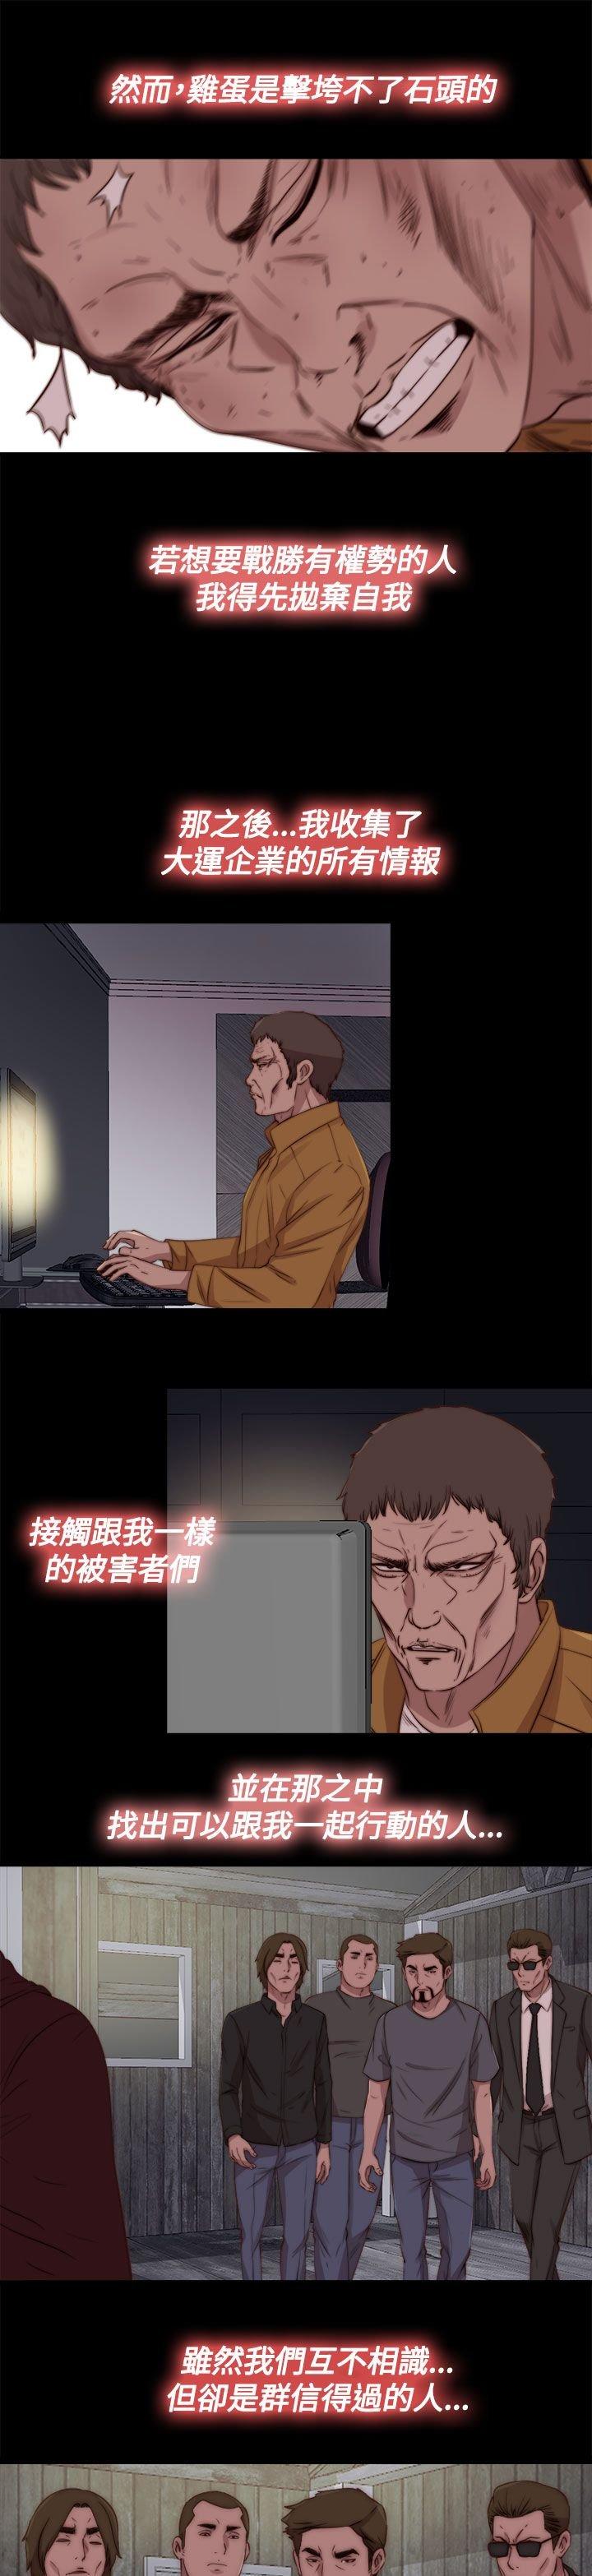 然而，雞蛋是擊垮不了石頭的
若想要戰勝有權勢的人
我得先拋棄自我
那之後...我收集了
大運企業的所有情報
接觸跟我一樣
的被害者們
並在那之中
找出可以跟我一起行動的人...
雖然我們互不相識...
但卻是群信得過的人...